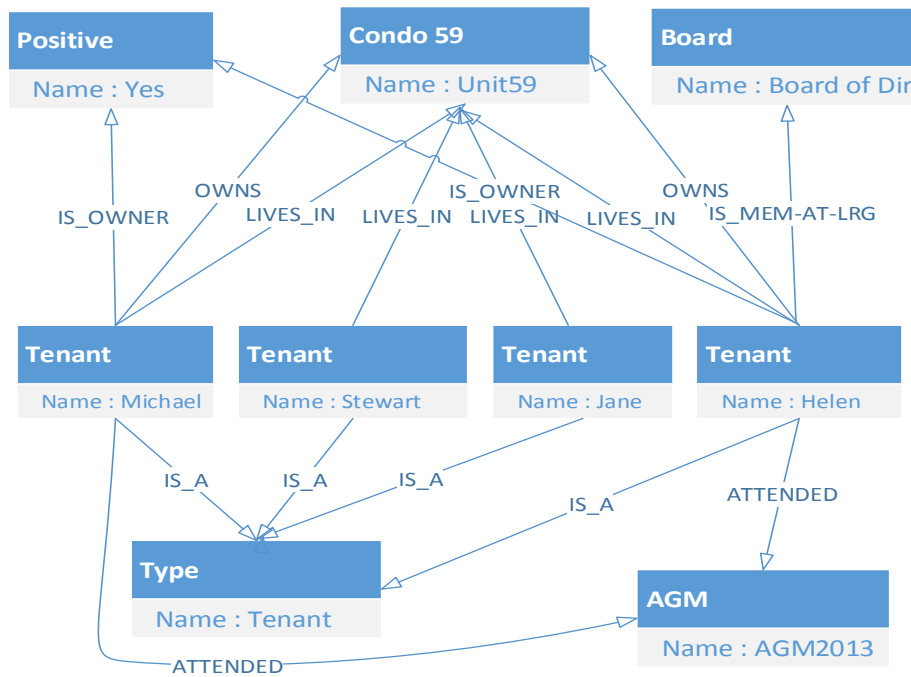 Positive
Name : Yes
Condo 59
Name : Unit59
Board
Name : Board of Dir
OWNS
IS_OWNER
OWNS
IS_OWNER
LIVES_IN
LIVES_IN
LIVES_IN
LIVES_IN
IS_MEM-AT-LRG
Tenant
Name : Michael
Tenant
Name : Stewart
Tenant
Name : Jane
Tenant
Name : Helen
IS_A
IS_A
IS_A
IS_A
ATTENDED
Type
Name : Tenant
AGM
Name : AGM2013
ATTENDED